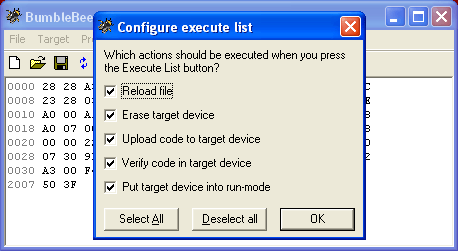 BumbleBee
Configure execute list
File Target
Which actions should be executed when you press
the Execute List button?
Reload file
Erase target device
Upload code to target device
Verify code in target device
Put target device into run-mode
Select All
Deselect all
OK
0000 28 28
0008 23 28
0010 A0 00
0018 A0 07
0020 00 00
0028 07 30
0030 A3 00
2007 50 3F